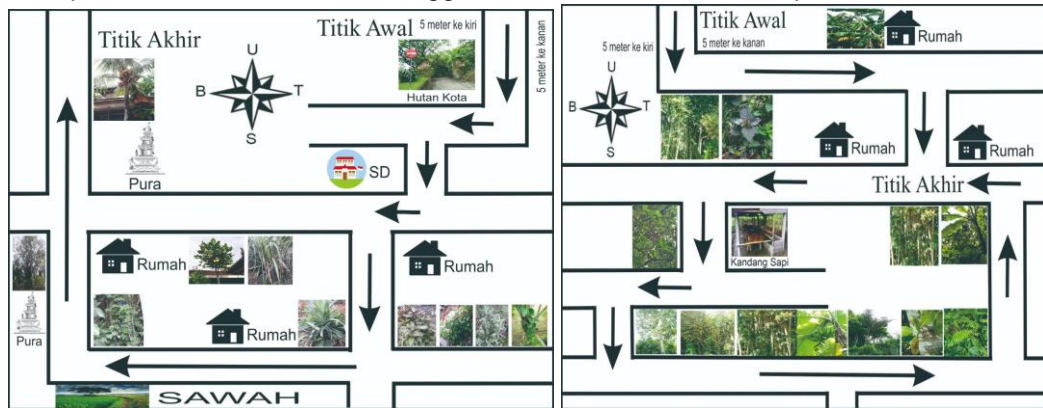 Titik Akhir
Titik Awal
5 meter ke kiri
5 meter ke kanan
U
B
T
S
Hutan Kota
Pura
SD
Rumah
Rumah
Rumah
Pura
SAWAH
Titik Awal
5 meter ke kiri
5 meter ke kanan
Rumah
U
B
T
S
Rumah
Rumah
Titik Akhir
Kandang Sapi